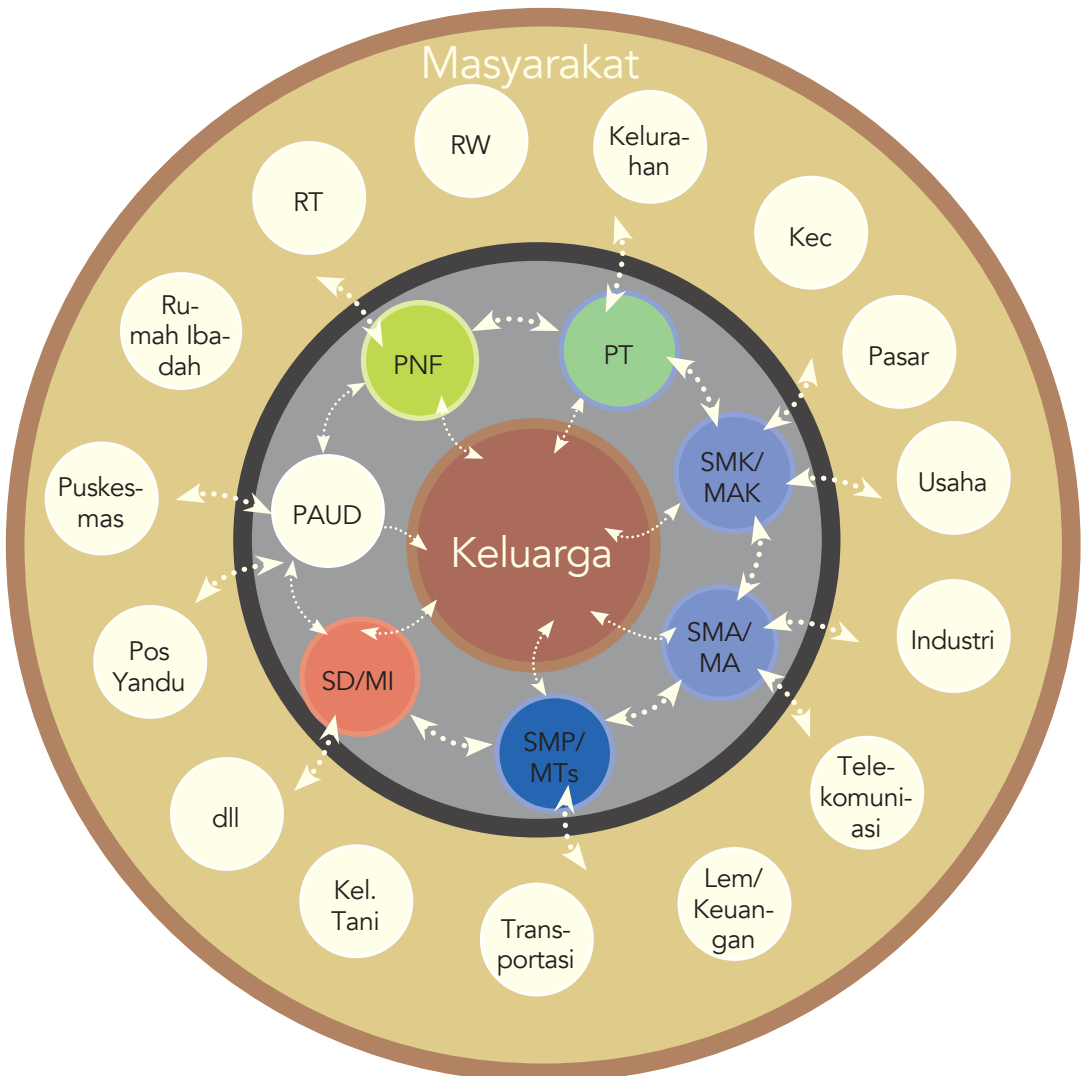 Masyarakat
RW
Kelura-
han
RT
Kec
Ru-
mah Iba-
dah
Pasar
PNF
PT
Puskes-
mas
PAUD
SMK/
MAK
Usaha
Keluarga
Pos
Yandu
SD/MI
SMA/
MA
Industri
SMP/
MTs
dll
Tele-
komuni-
asi
Kel.
Tani
Trans-
portasi
Lem/
Keuan-
gan